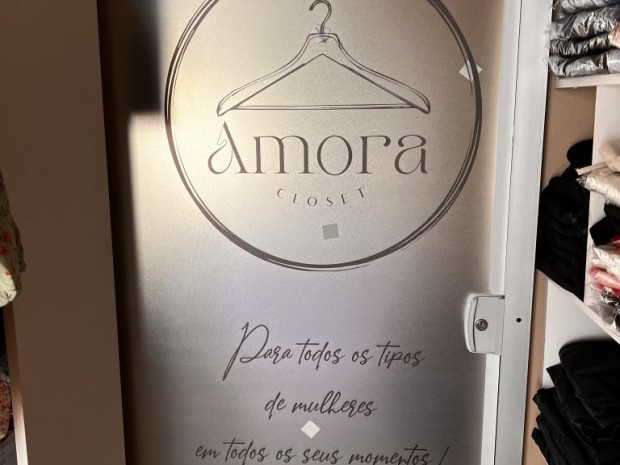 Amora
CLOSET
Para todos os tipos
de mulheres
em todos os seus momentos!